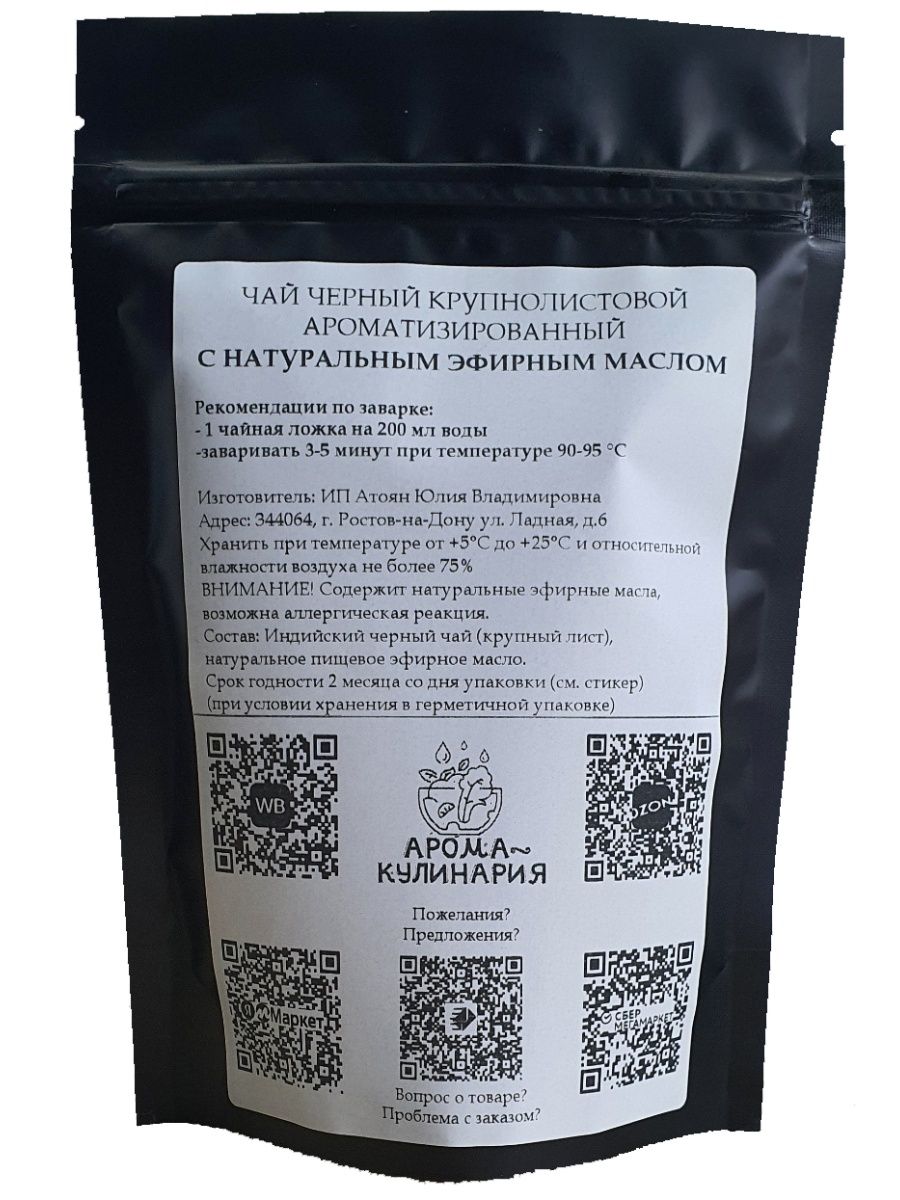 ЧАЙ ЧЕРНЫЙ КРУПНОЛИСТОВОЙ
АРОМАТИЗИРОВАННЫЙ
С НАТУРАЛЬНЫМ ЭФИРНЫМ МАСЛОМ
Рекомендации по заварке:
- 1 чайная ложка на 200 мл воды
-заваривать 3-5 минут при температуре 90-95 °C
Изготовитель: ИП Атоян Юлия Владимировна
Адрес: 344064, г. Ростов-на-Дону ул. Ладная, д.6
Хранить при температуре от +5°C до +25°C и относительной
влажности воздуха не более 75%
ВНИМАНИЕ! Содержит натуральные эфирные масла,
возможна аллергическая реакция.
Состав: Индийский черный чай (крупный лист),
натуральное пищевое эфирное масло.
Срок годности 2 месяца со дня упаковки (см. стикер)
(при условии хранения в герметичной упаковке)
WB
OZON
АРОМА~
КУЛИНАРИЯ
Пожелания?
Предложения?
Я Маркет
СБЕР
МЕГАМАРКЕТ
Вопрос о товаре?
Проблема с заказом?